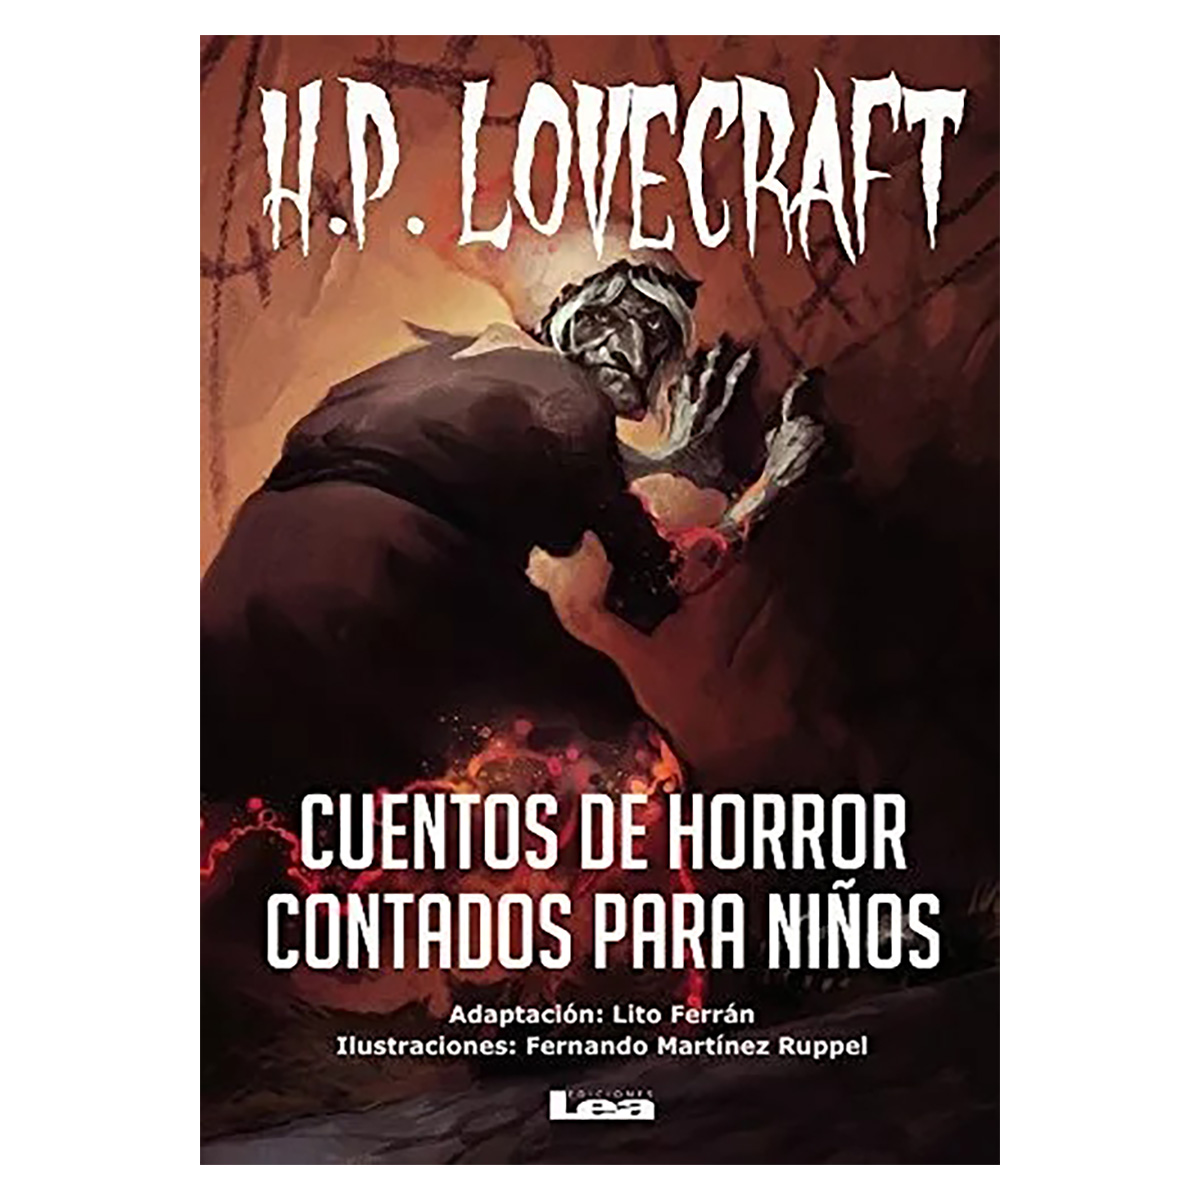 H.P. LOVECRAFT
CUENTOS DE HORROR
CONTADOS PARA NIÑOS
Adaptación: Lito Ferrán
Ilustraciones: Fernando Martínez Ruppel
EDICIONES
Lea